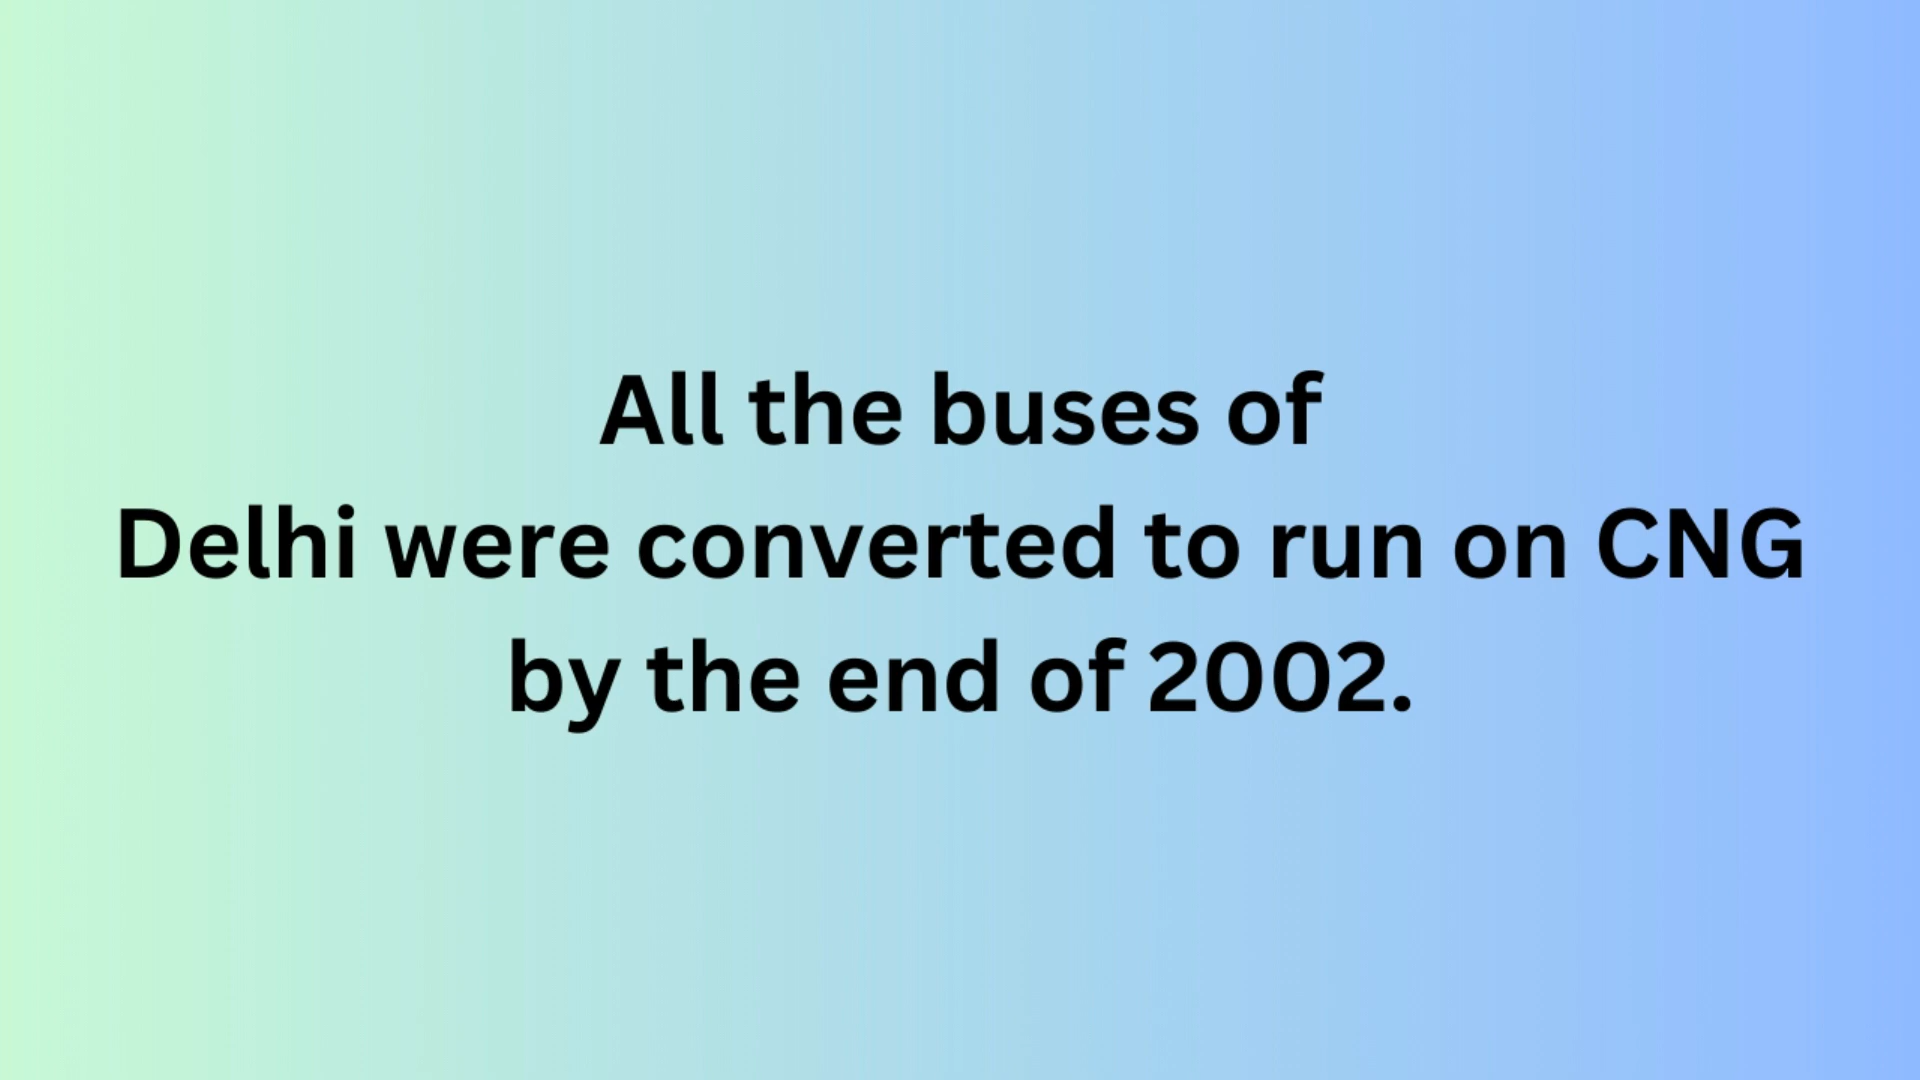 All the buses of
Delhi were converted to run on CNG
by the end of 2002.